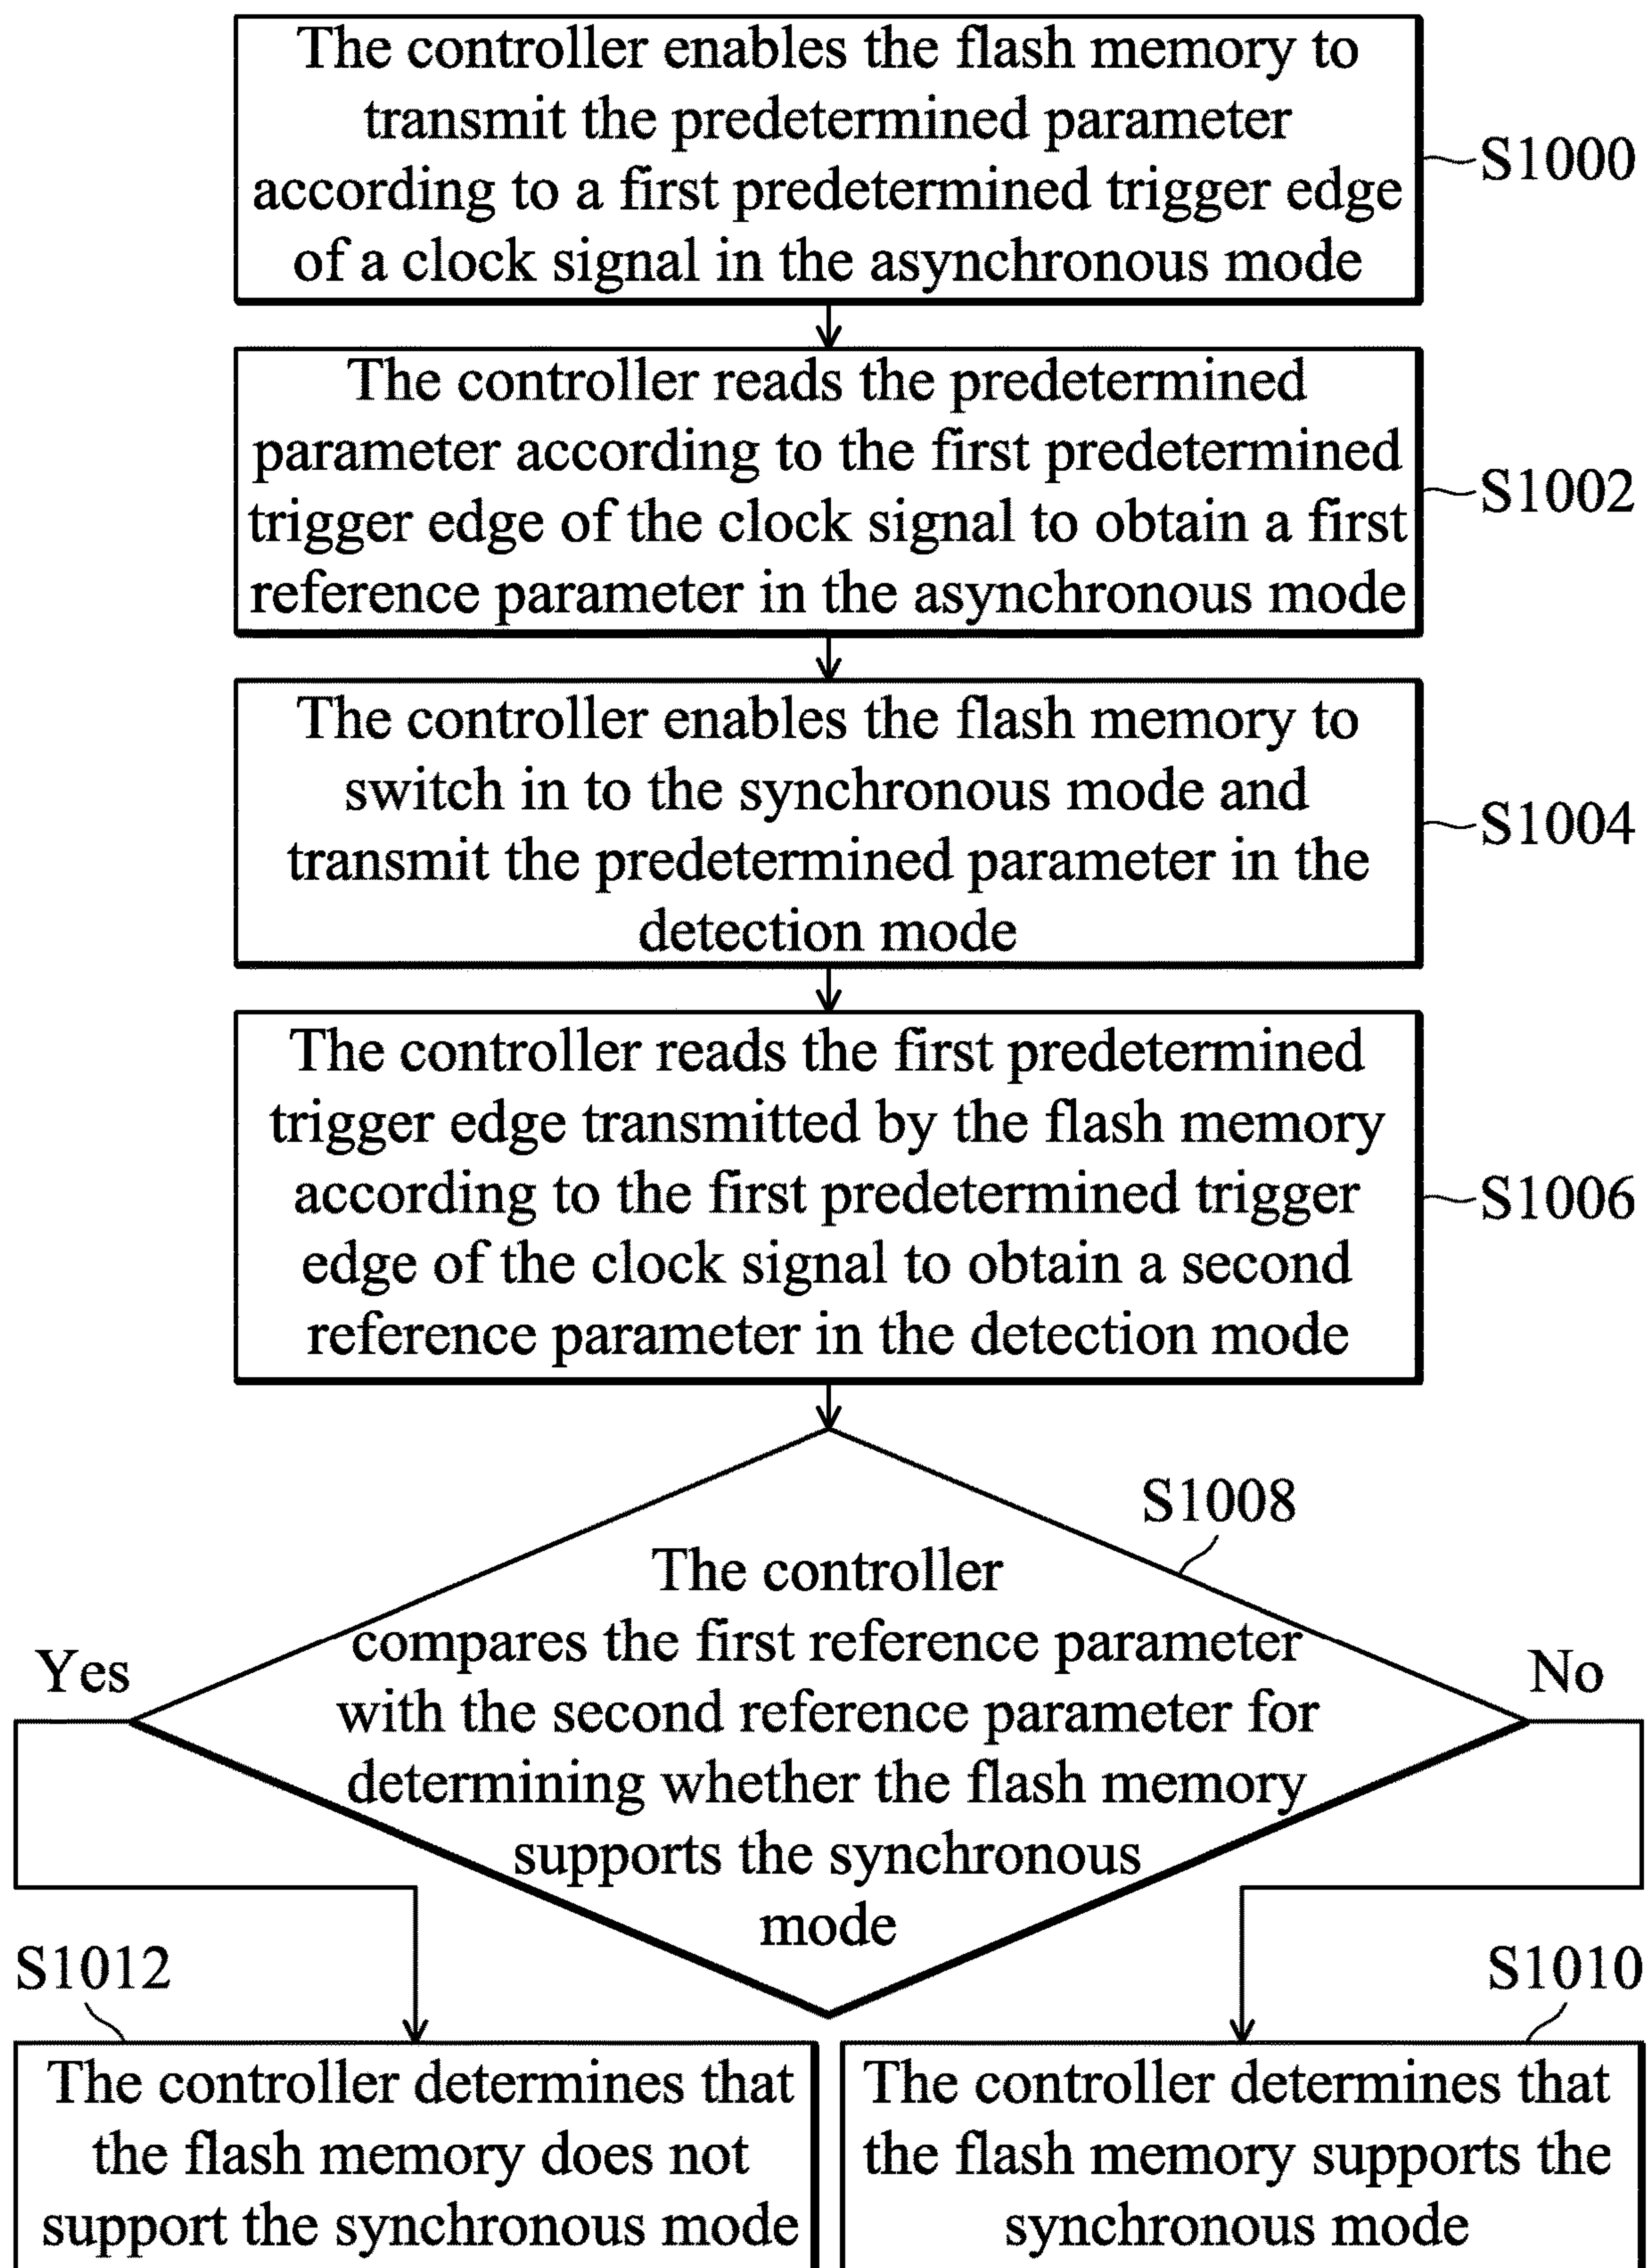 The controller enables the flash memory to
transmit the predetermined parameter
according to a first predetermined trigger edge
of a clock signal in the asynchronous mode
S1000
The controller reads the predetermined
parameter according to the first predetermined
trigger edge of the clock signal to obtain a first
reference parameter in the asynchronous mode
S1002
The controller enables the flash memory to
switch in to the synchronous mode and
transmit the predetermined parameter in the
detection mode
S1004
The controller reads the first predetermined
trigger edge transmitted by the flash memory
according to the first predetermined trigger
edge of the clock signal to obtain a second
reference parameter in the detection mode
S1006
S1008
The controller
compares the first reference parameter
with the second reference parameter for
determining whether the flash memory
supports the synchronous
mode
Yes
No
S1012
The controller determines that
the flash memory does not
support the synchronous mode
S1010
The controller determines that
the flash memory supports the
synchronous mode